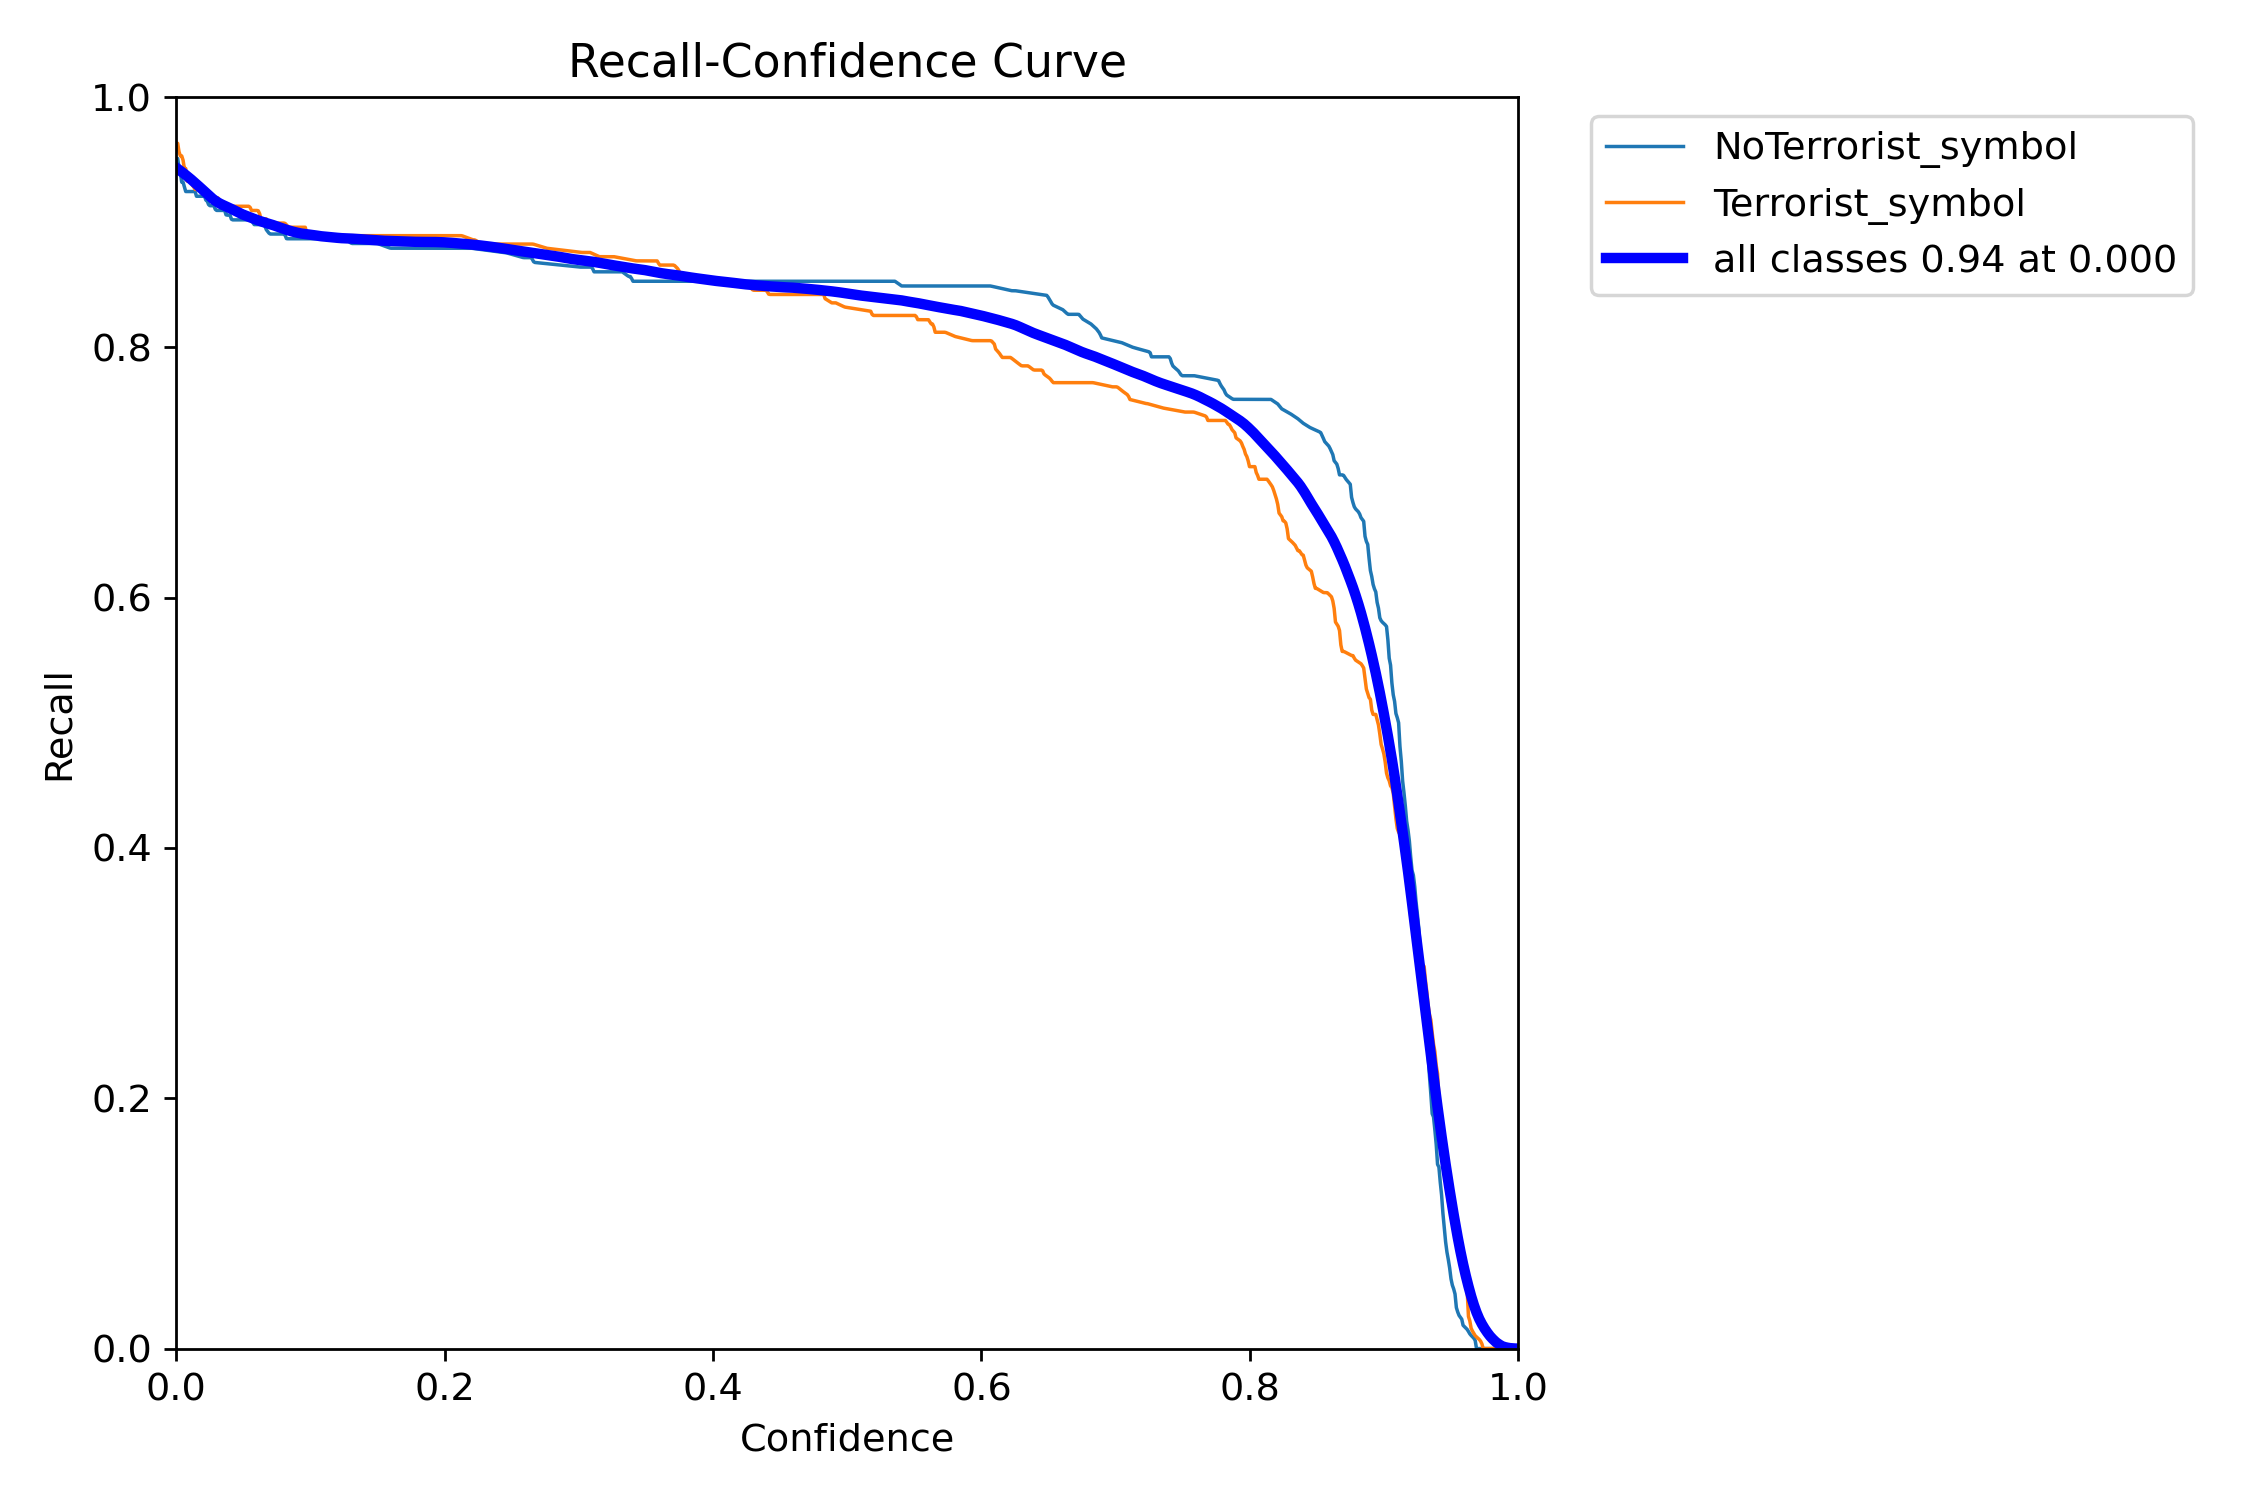 Recall-Confidence Curve
1.0
0.8
0.6
0.4
0.2
0.0
Recall
0.0 0.2 0.4 0.6 0.8 1.0
Confidence
NoTerrorist_symbol
Terrorist_symbol
all classes 0.94 at 0.000